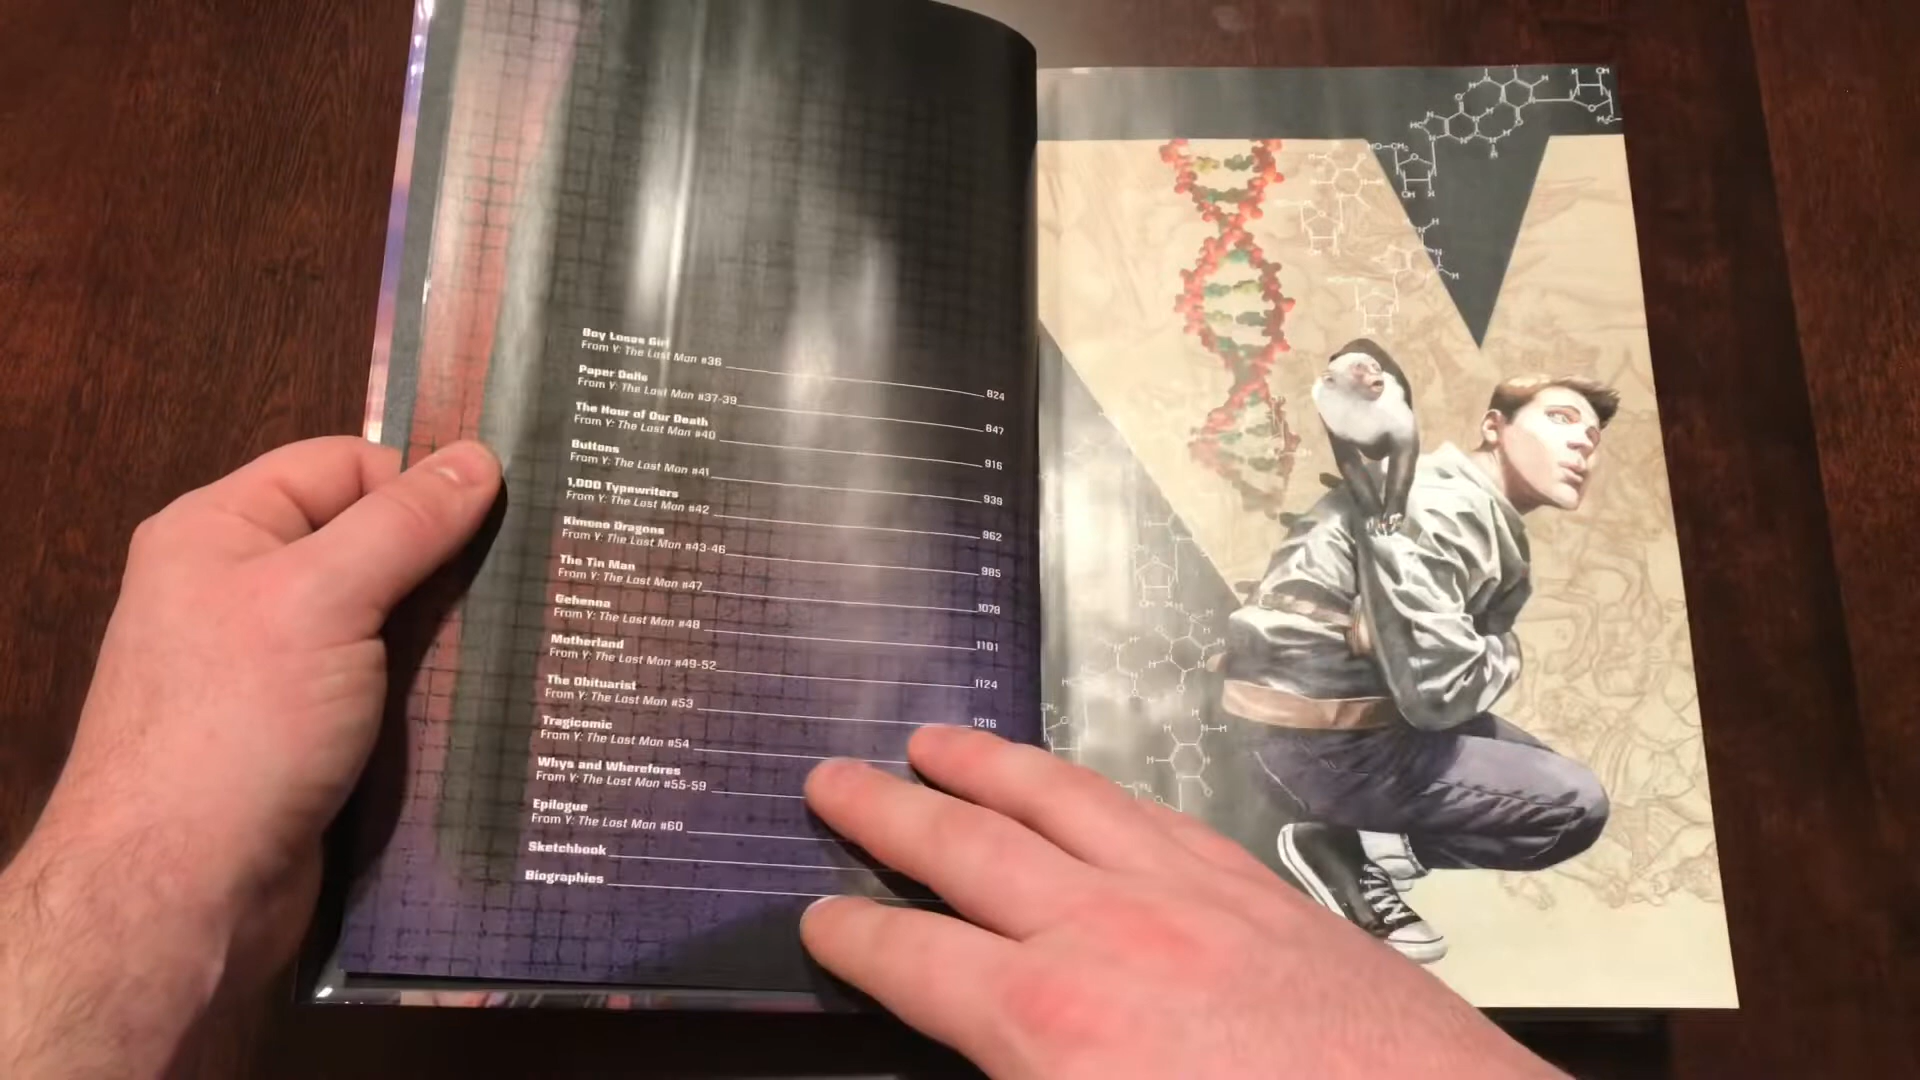 Boy Loses Girl
From Y: The Last Man #36 824
Paper Dolls
From Y: The Last Man #37-39 847
The Hour of Our Death
From Y: The Last Man #40 916
Buttons
From Y: The Last Man #41 939
1,000 Typewriters
From Y: The Last Man #42 962
Kimono Dragons
From Y: The Last Man #43-46 985
The Tin Man
From Y: The Last Man #47 1078
Gehenna
From Y: The Last Man #48 1101
Motherland
From Y: The Last Man #49-52 1124
The Obituarist
From Y: The Last Man #53 1216
Tragicomic
From Y: The Last Man #54
Whys and Wherefores
From Y: The Last Man #55-59
Epilogue
From Y: The Last Man #60
Sketchbook
Biographies